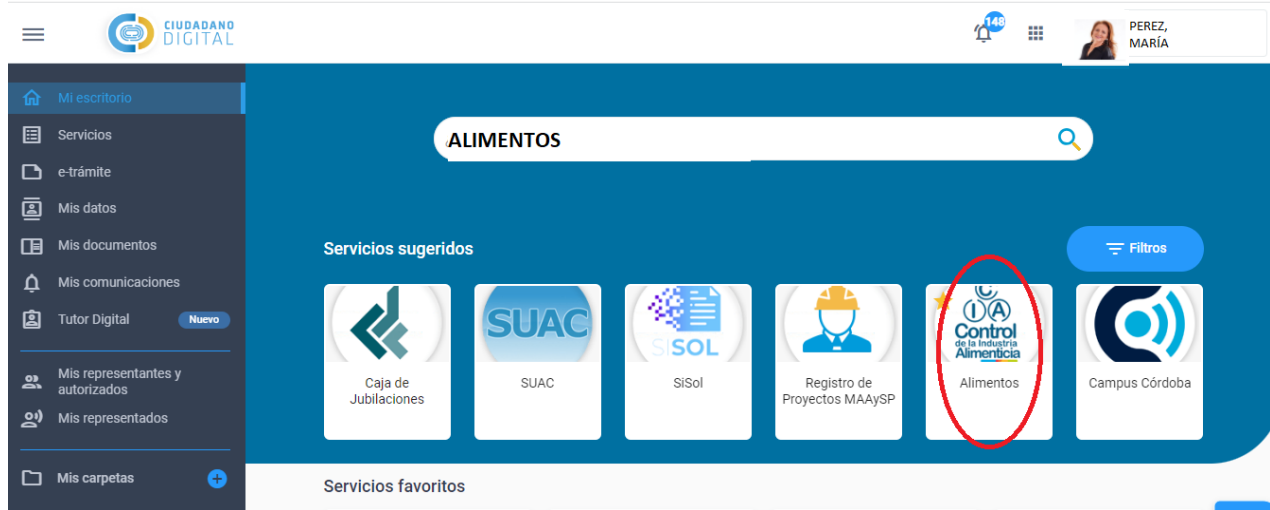 CIUDADANO
DIGITAL
148
PEREZ,
MARÍA
Mi escritorio
Servicios
e-trámite
Mis datos
Mis documentos
Mis comunicaciones
Tutor Digital
Nuevo
Mis representantes y
autorizados
Mis representados
Mis carpetas
ALIMENTOS
Servicios sugeridos
Filtros
Caja de
Jubilaciones
SUAC
SUAC
SISOL
SiSol
Registro de
Proyectos MAAySP
CIA
Control
de la Industria
Alimenticia
Alimentos
Campus Córdoba
Servicios favoritos